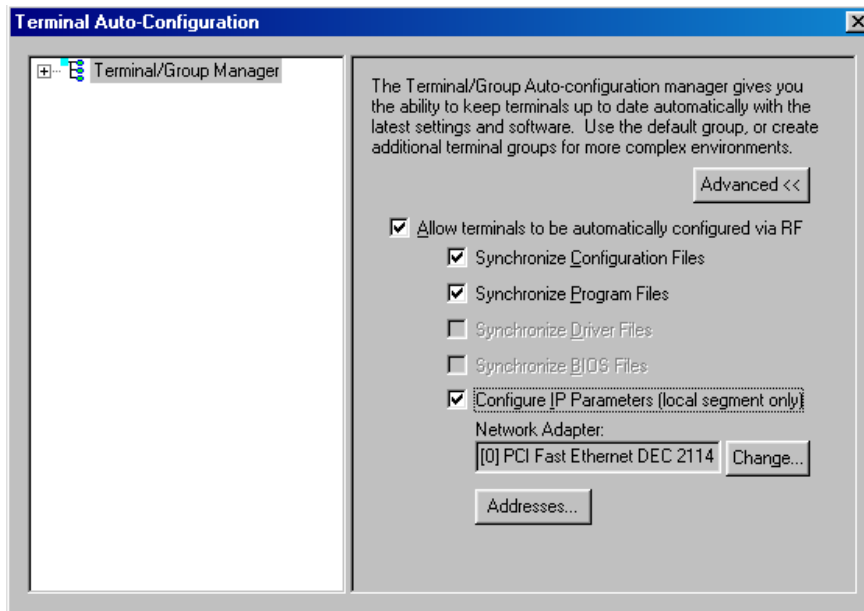 Terminal Auto-Configuration
Terminal/Group Manager
The Terminal/Group Auto-configuration manager gives you
the ability to keep terminals up to date automatically with the
latest settings and software. Use the default group, or create
additional terminal groups for more complex environments.
Advanced <<
Allow terminals to be automatically configured via RF
Synchronize Configuration Files
Synchronize Program Files
Synchronize Driver Files
Synchronize BIOS Files
Configure IP Parameters (local segment only)
Network Adapter:
[0] PCI Fast Ethernet DEC 2114
Change...
Addresses...